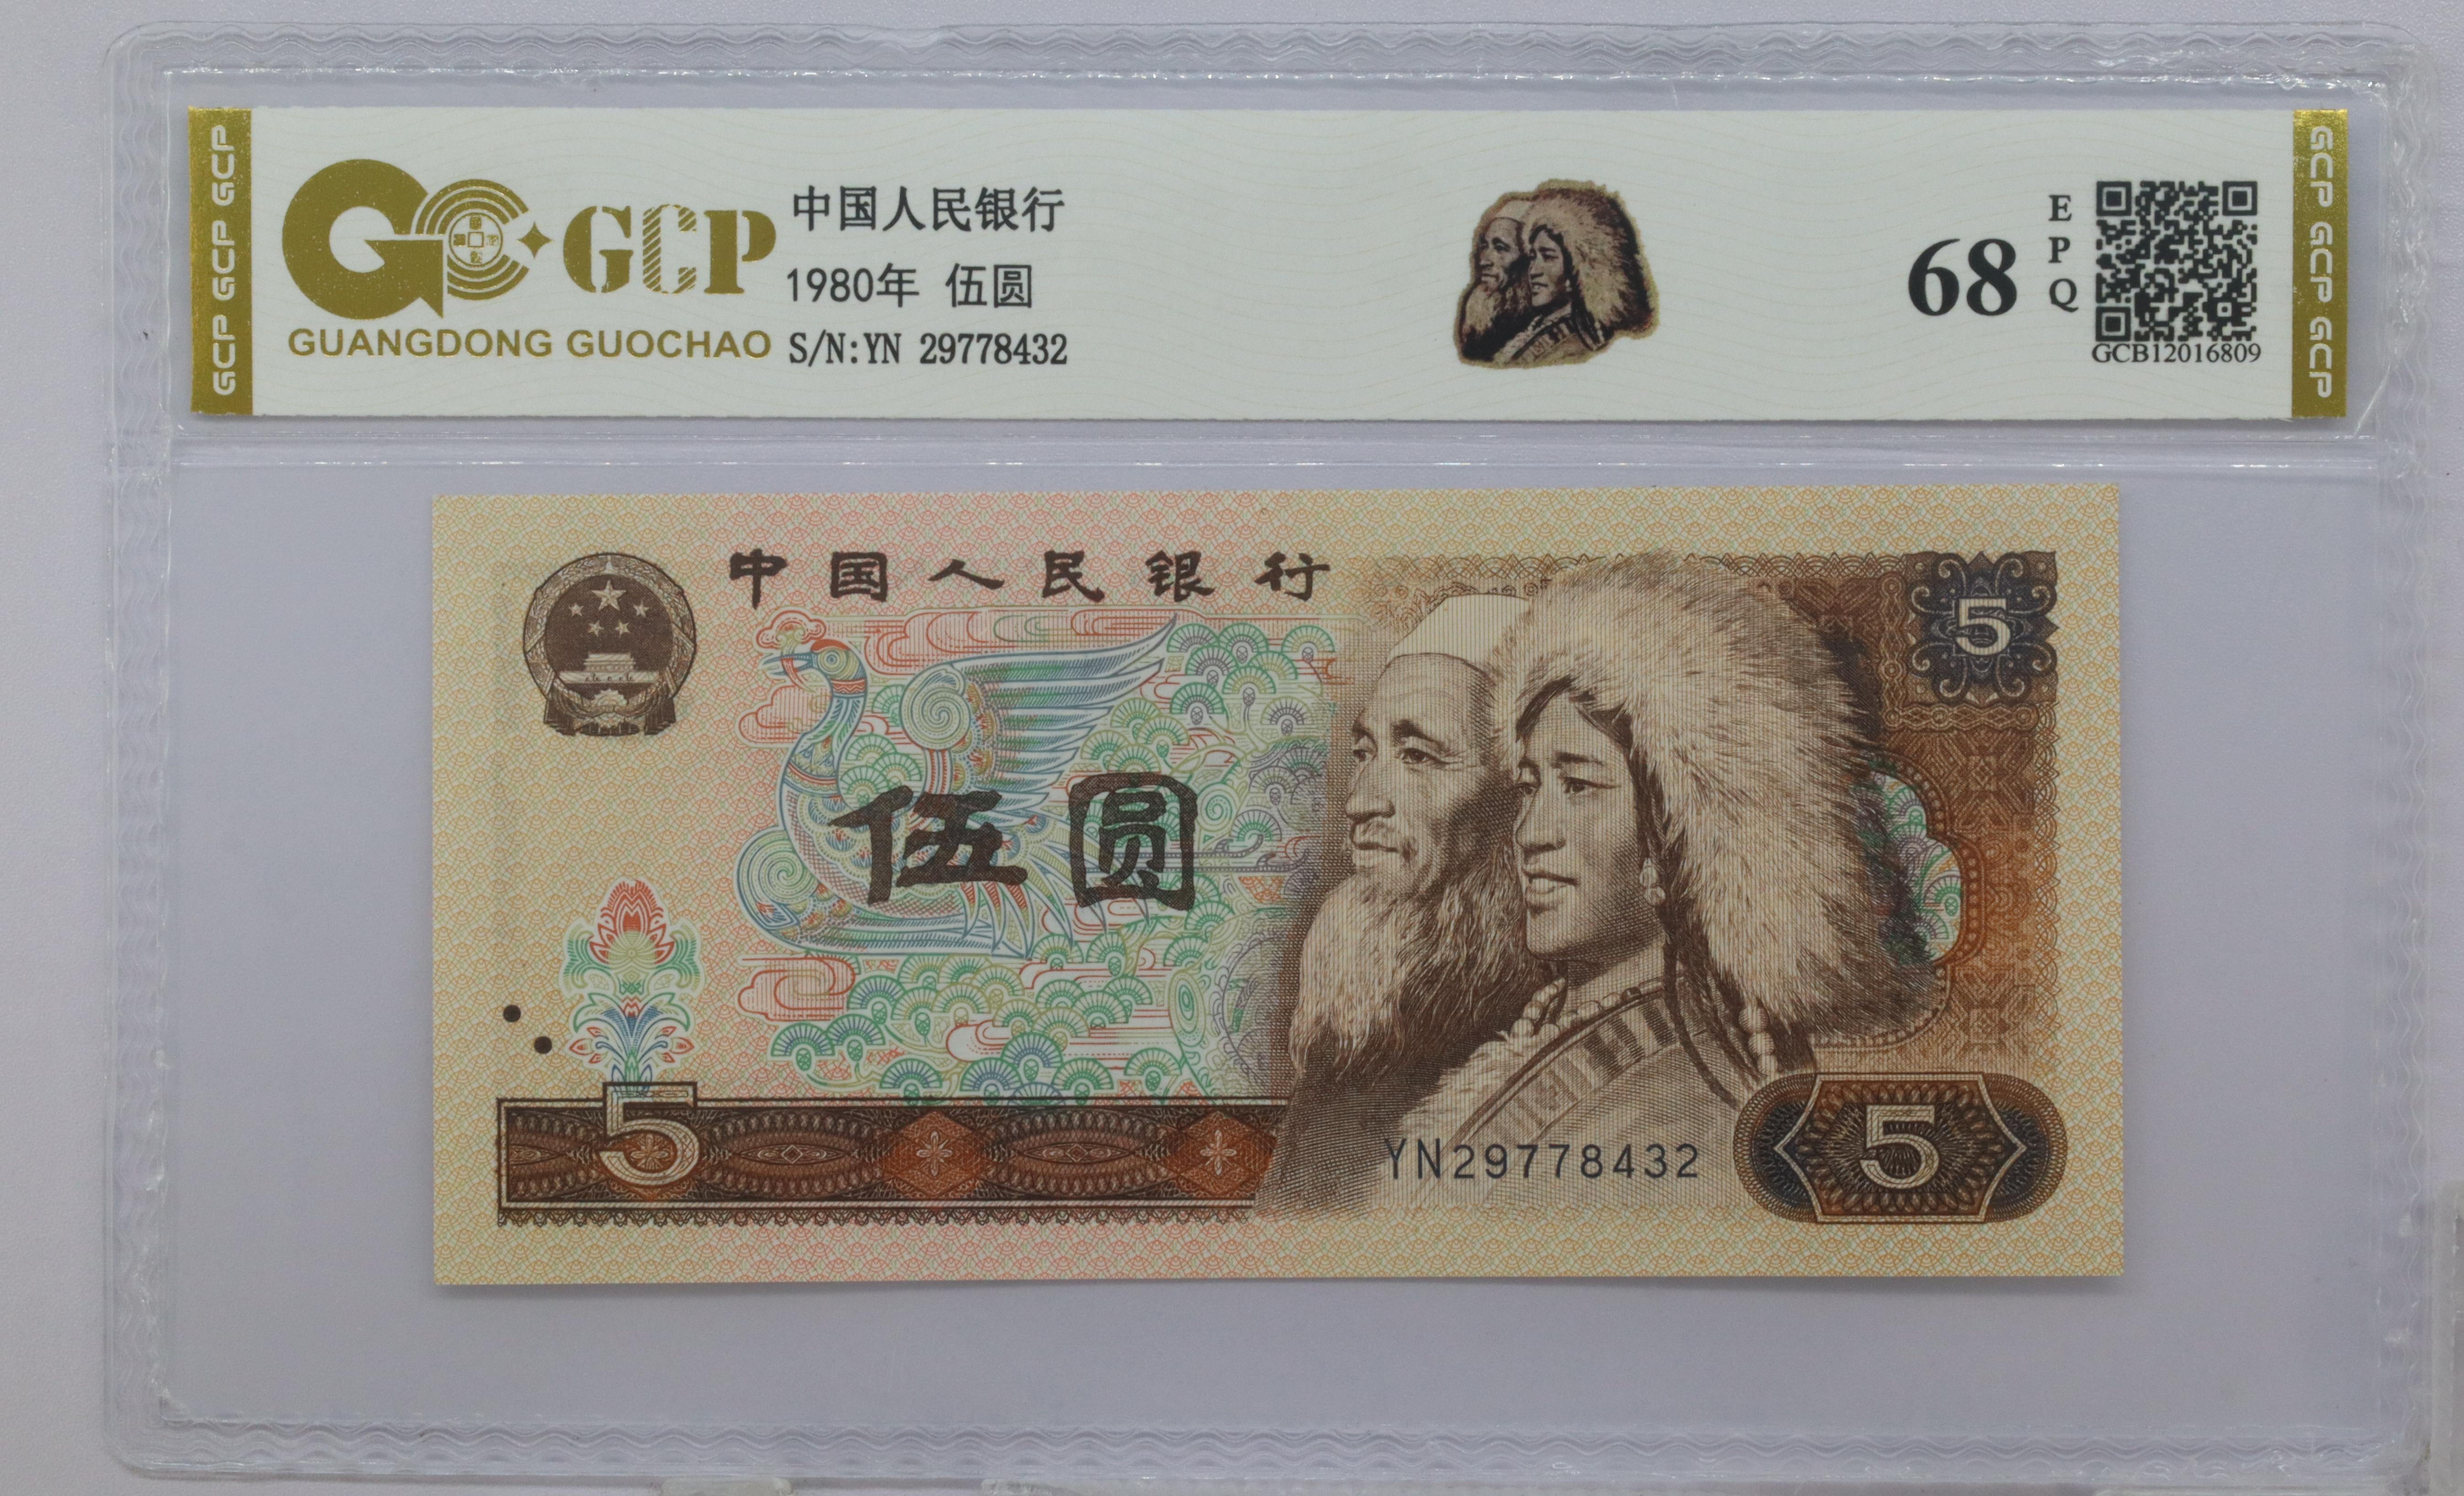 GCP GCP GCP
GCP
GUANGDONG GUOCHAO
中国人民银行
1980年 伍圆
S/N:YN 29778432
68
EPQ
GCB12016809
GCP GCP GCP
中国人民银行
5
伍圆
5
YN29778432
5